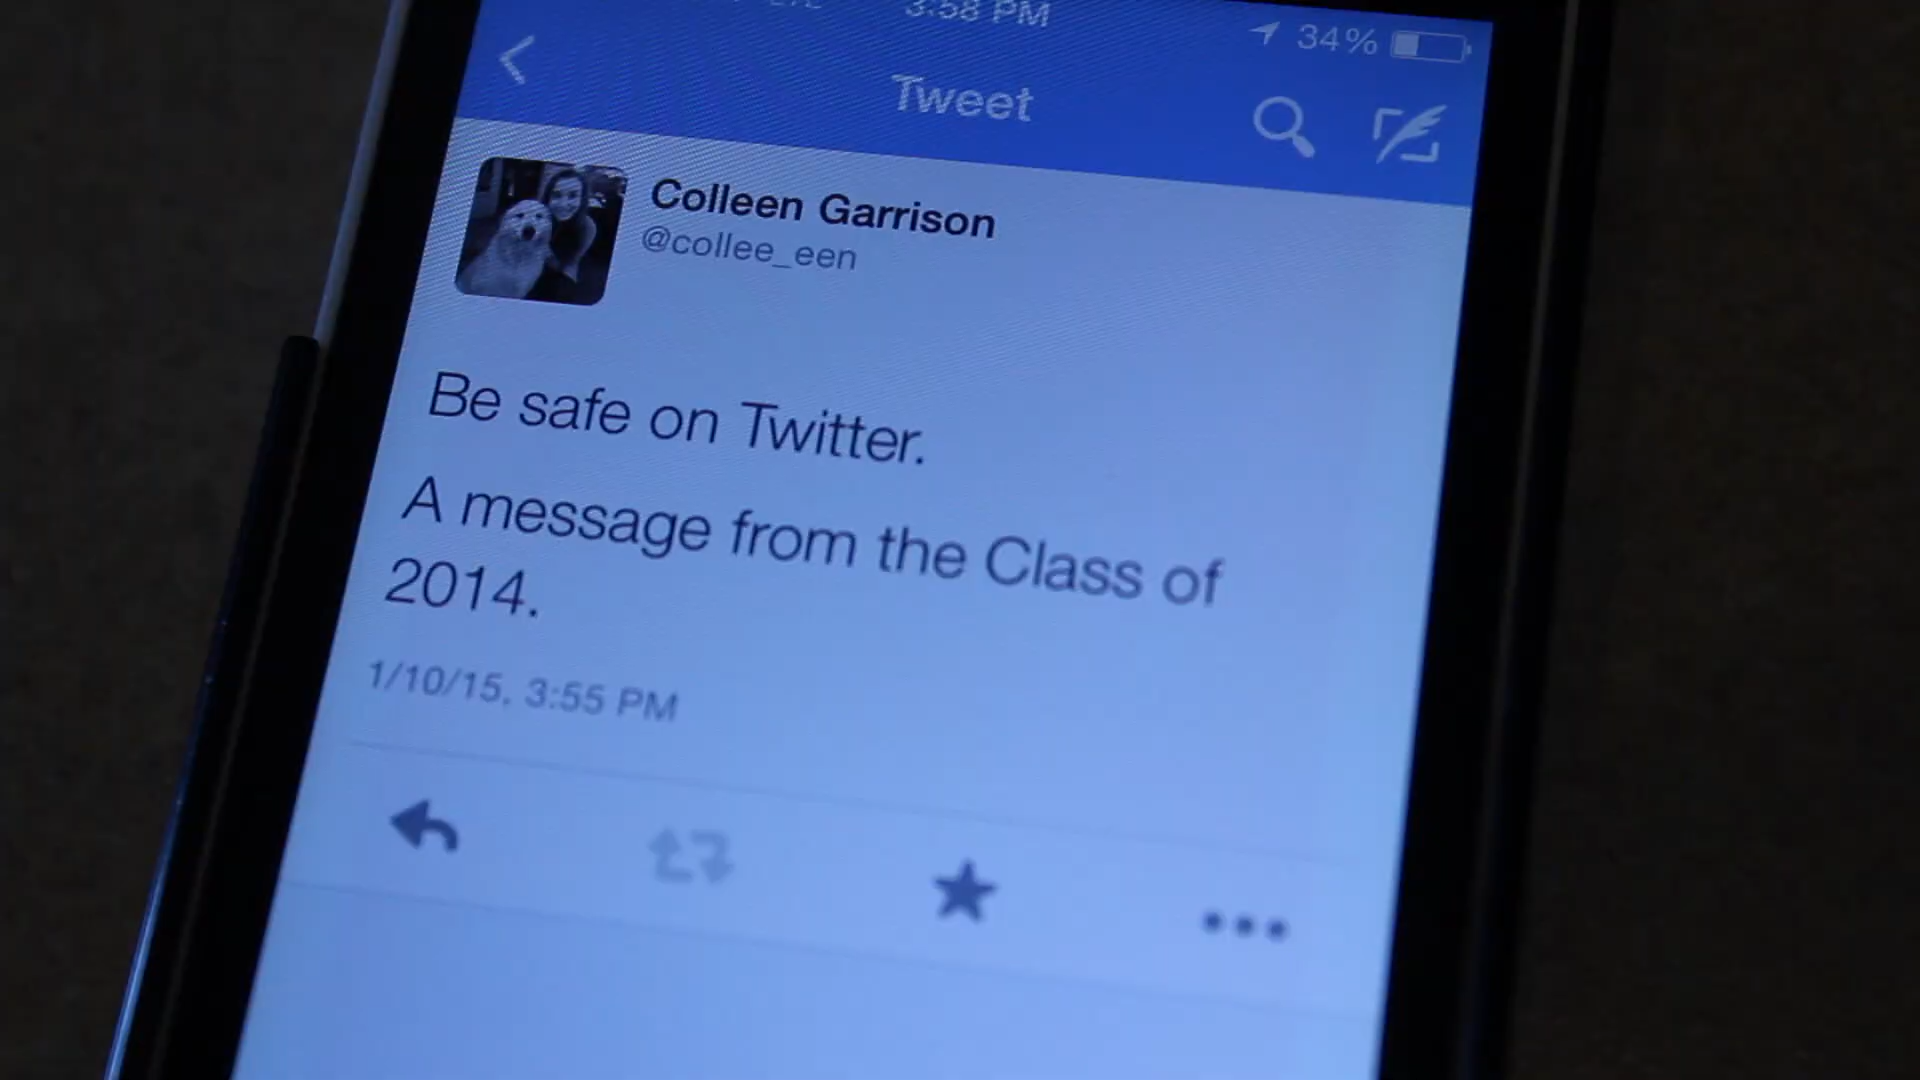 3:58 PM
34%
Tweet
Colleen Garrison
@collee_een
Be safe on Twitter.
A message from the Class of
2014.
1/10/15, 3:55 PM